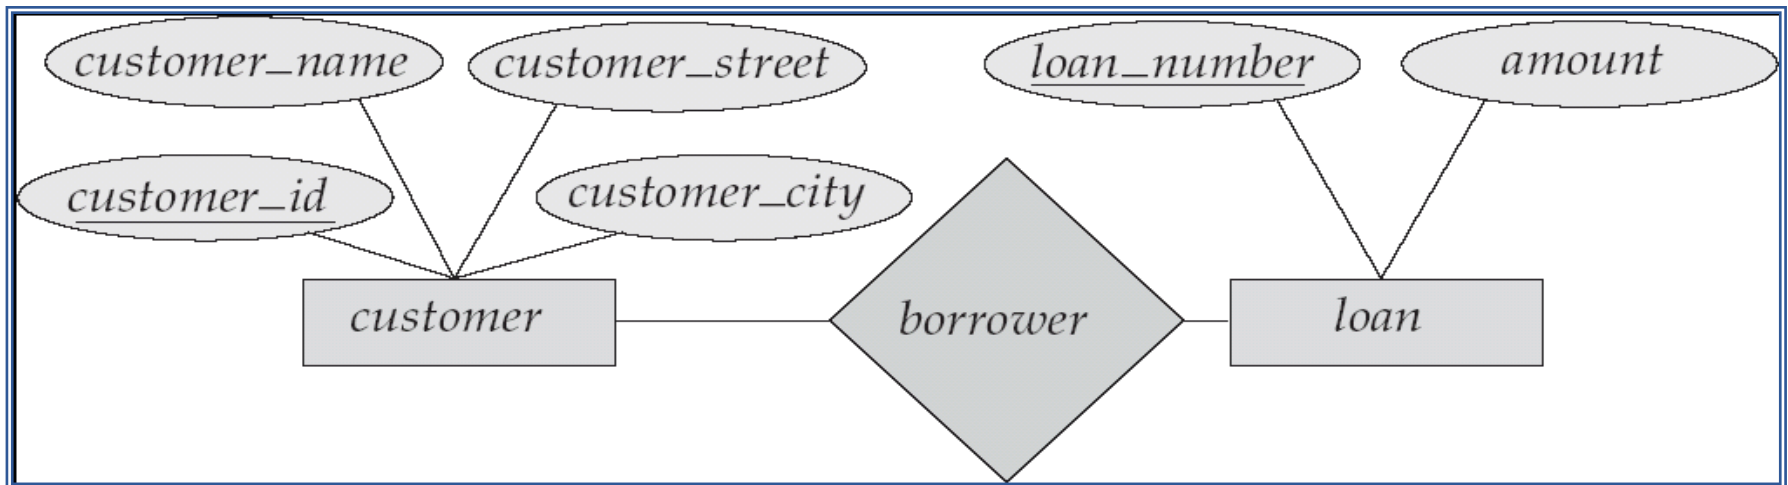 customer_name
customer_street
loan_number
amount
customer_id
customer_city
customer
borrower
loan